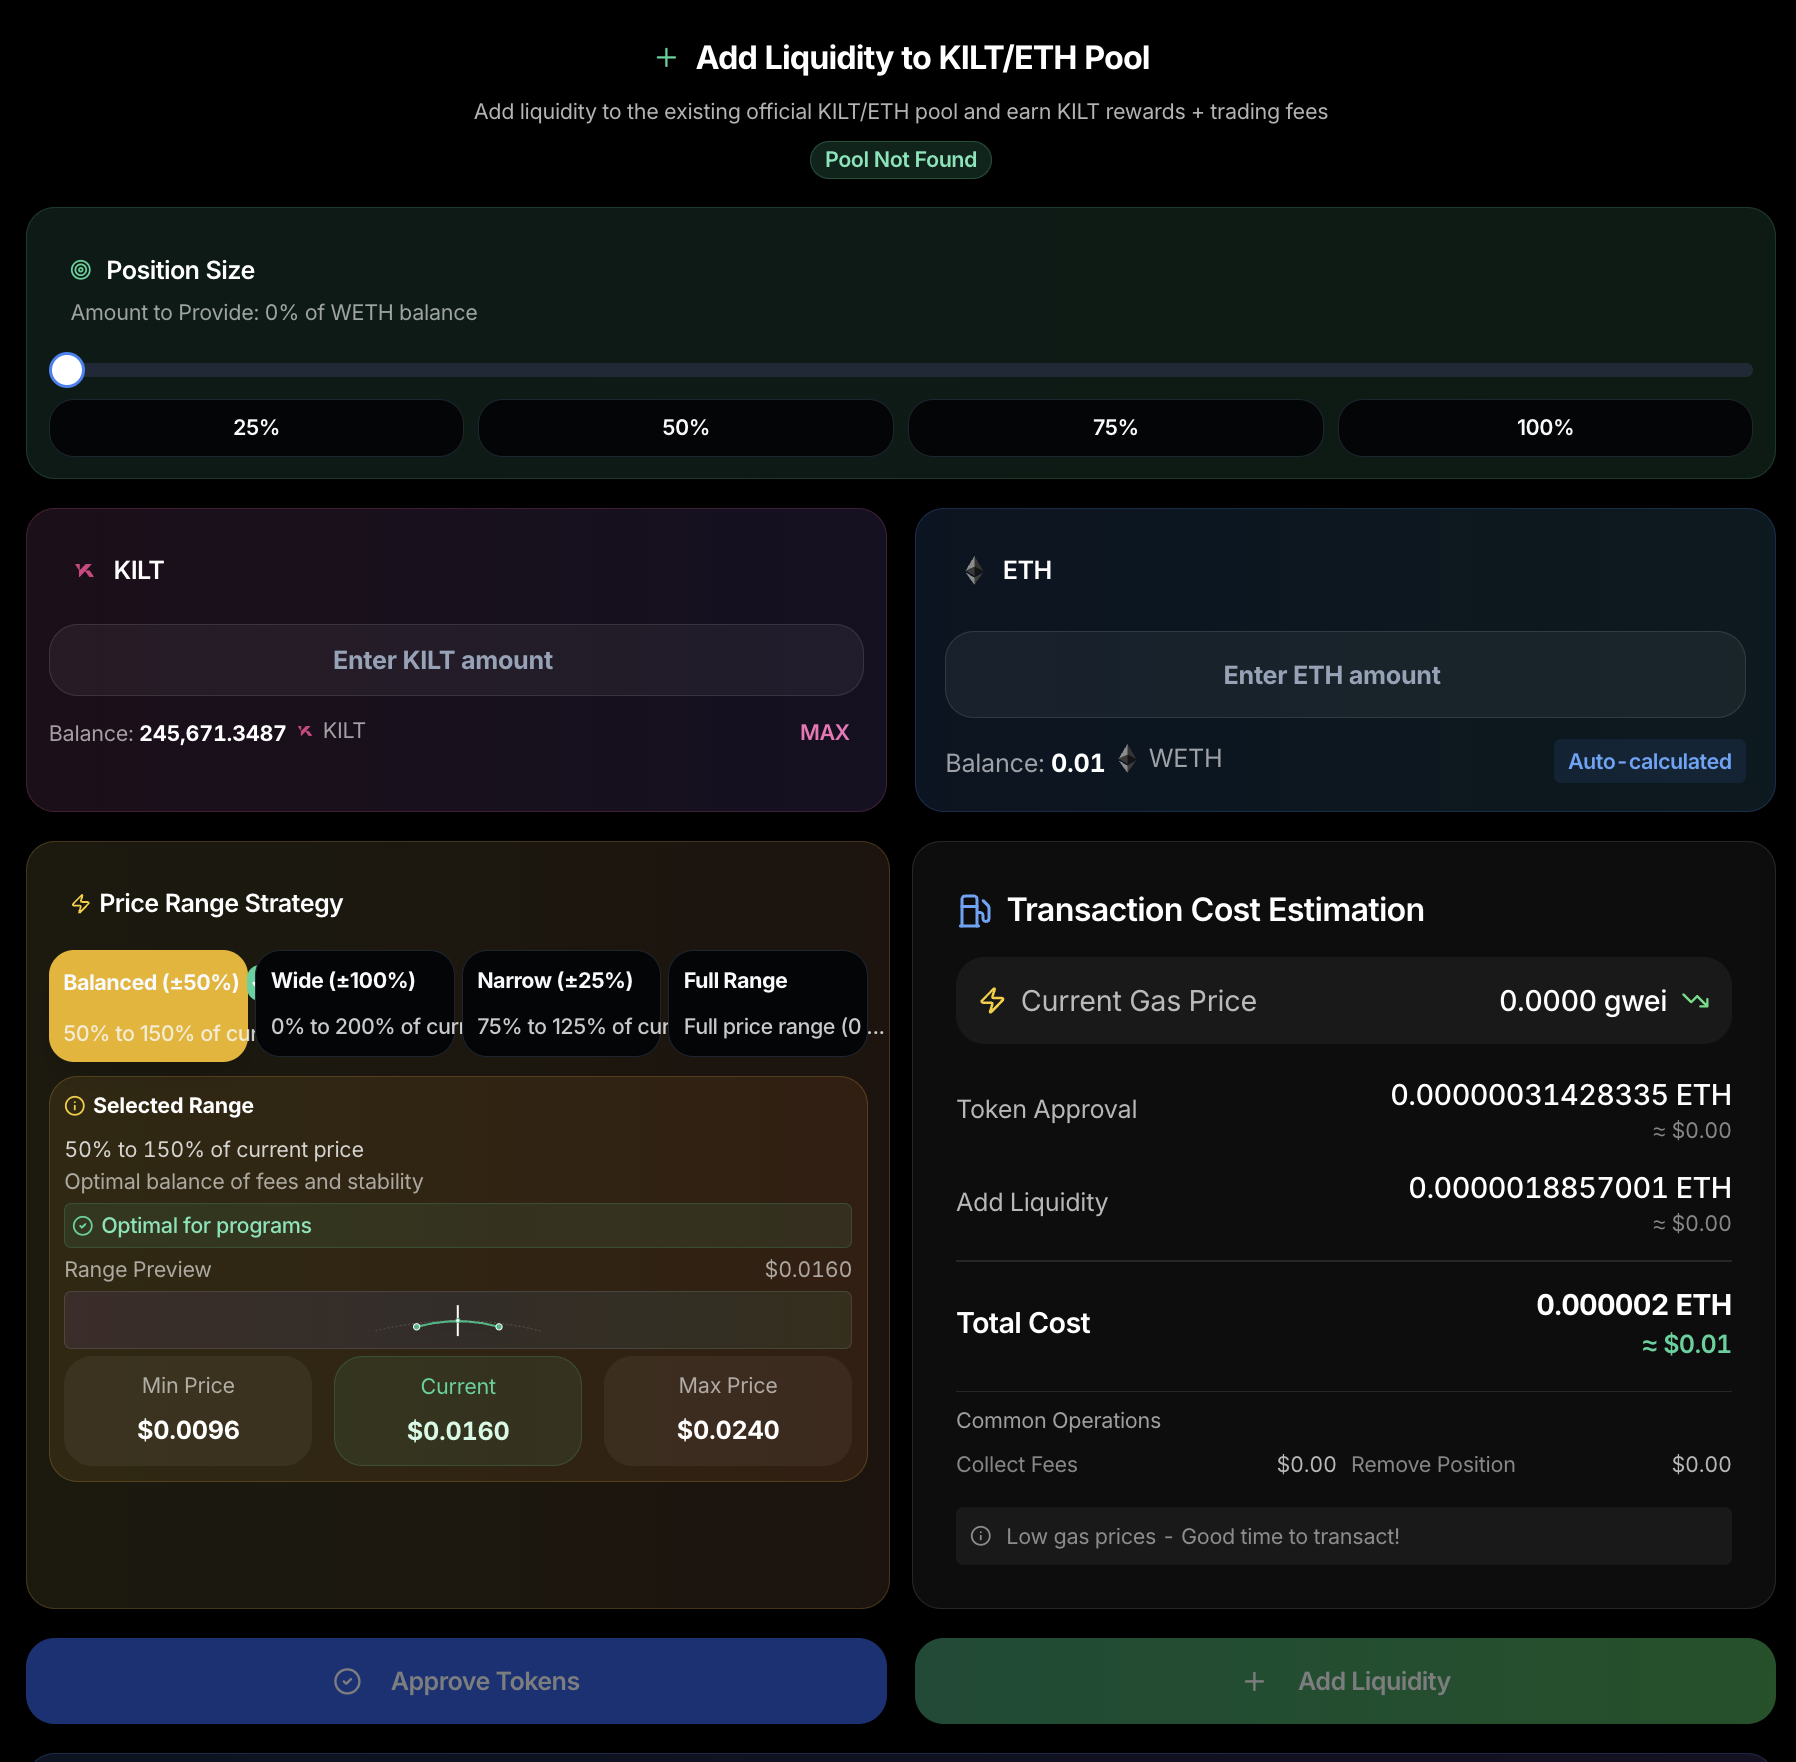 Add Liquidity to KILT/ETH Pool
Add liquidity to the existing official KILT/ETH pool and earn KILT rewards + trading fees
Pool Not Found
Position Size
Amount to Provide: 0% of WETH balance
25%
50%
75%
100%
KILT
Enter KILT amount
Balance: 245,671.3487 KILT
MAX
ETH
Enter ETH amount
Balance: 0.01 WETH
Auto-calculated
Price Range Strategy
Balanced (±50%)
50% to 150% of cur
Wide (±100%)
0% to 200% of curr
Narrow (±25%)
75% to 125% of cur
Full Range
Full price range (0 ...
Selected Range
50% to 150% of current price
Optimal balance of fees and stability
Optimal for programs
Range Preview
$0.0160
Min Price
$0.0096
Current
$0.0160
Max Price
$0.0240
Transaction Cost Estimation
Current Gas Price
0.0000 gwei
Token Approval
0.00000031428335 ETH
≈ $0.00
Add Liquidity
0.0000018857001 ETH
≈ $0.00
Total Cost
0.000002 ETH
≈ $0.01
Common Operations
Collect Fees
$0.00
Remove Position
$0.00
Low gas prices - Good time to transact!
Approve Tokens
Add Liquidity